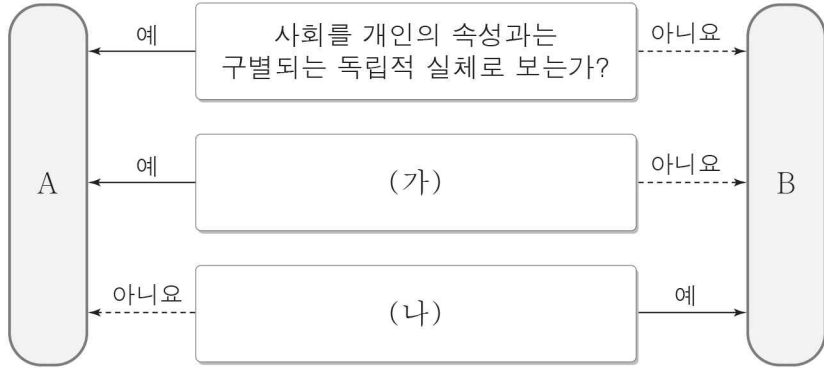 예
사회를 개인의 속성과는
구별되는 독립적 실체로 보는가?
아니요
A
예
(가)
아니요
B
아니요
(나)
예